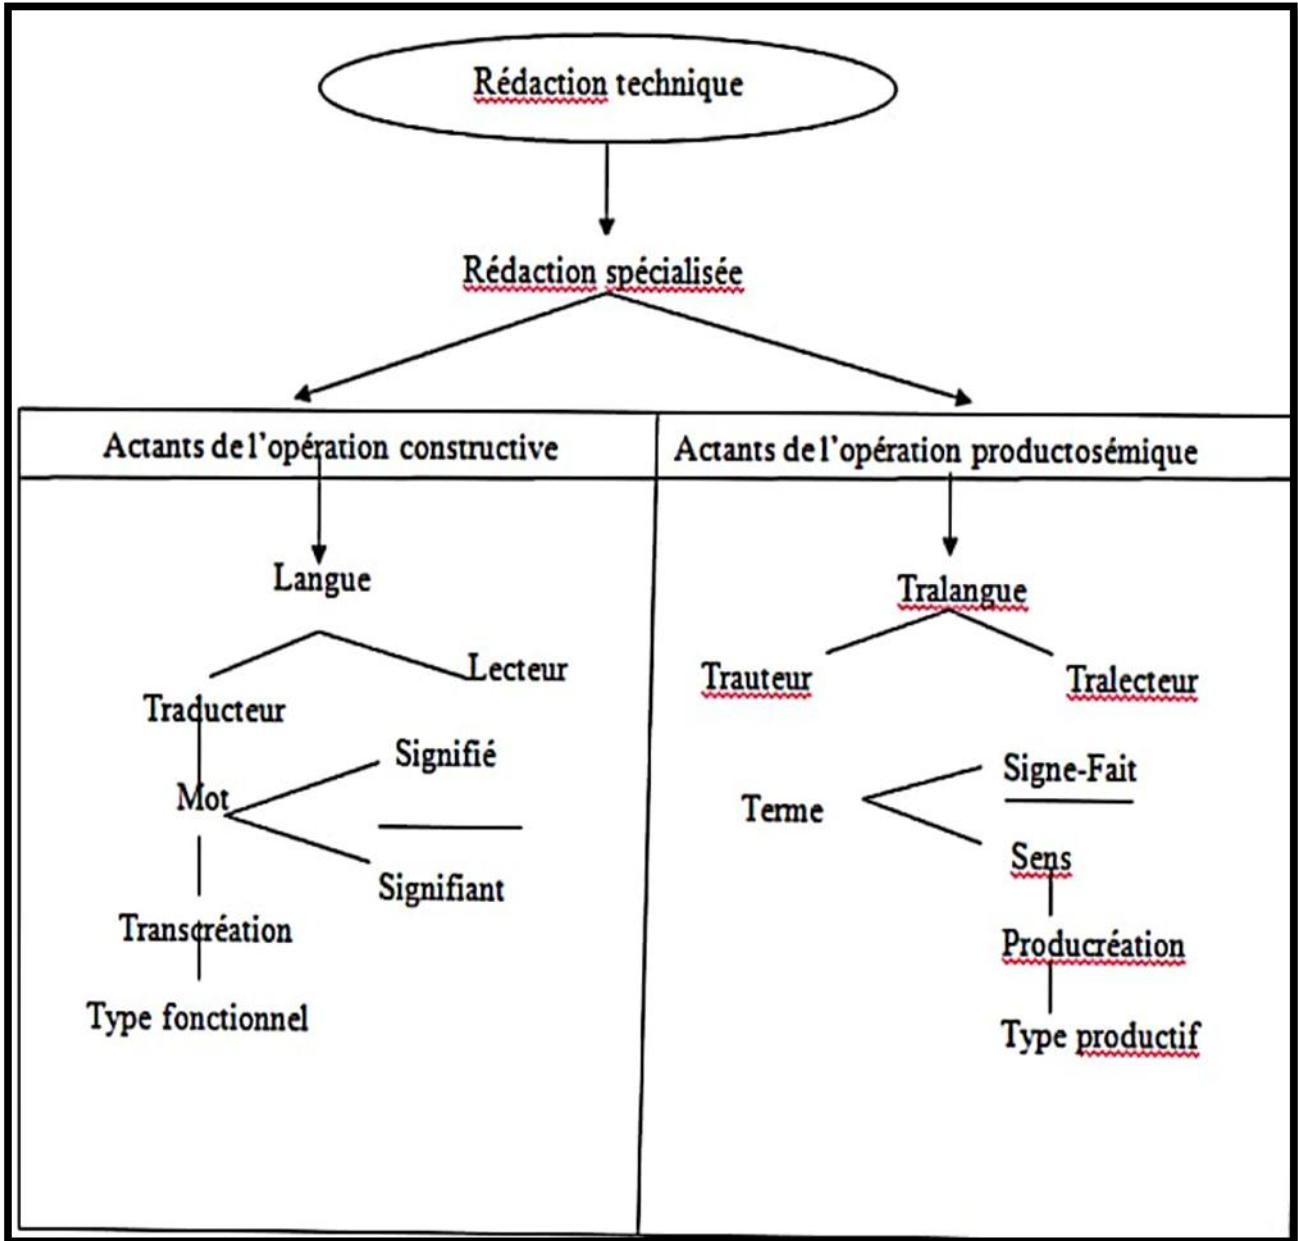 Rédaction technique
Rédaction spécialisée
Actants de l'opération constructive
Actants de l'opération productosémique
Langue
Traducteur
Lecteur
Mot
Signifié
Signifiant
Transcréation
Type fonctionnel
Tralangue
Trauteur
Tralecteur
Terme
Signe-Fait
Sens
Producréation
Type productif